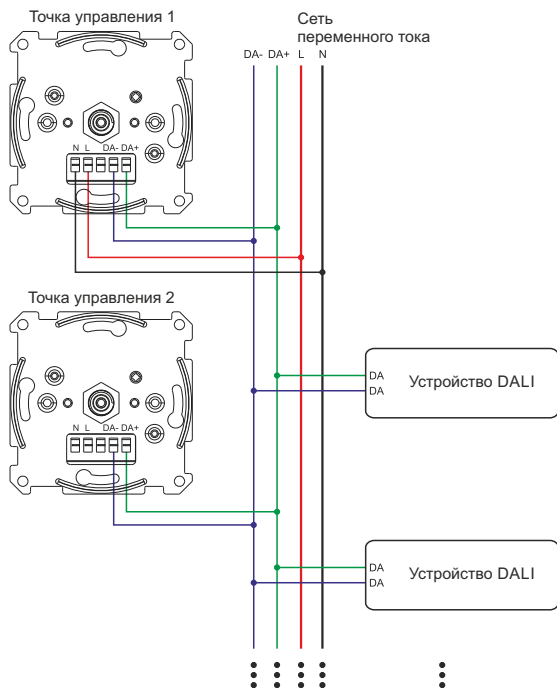 Точка управления 1
Сеть
переменного тока
DA- DA+ L N
N L DA- DA+
Точка управления 2
N L DA- DA+
DA
DA
Устройство DALI
DA
DA
Устройство DALI